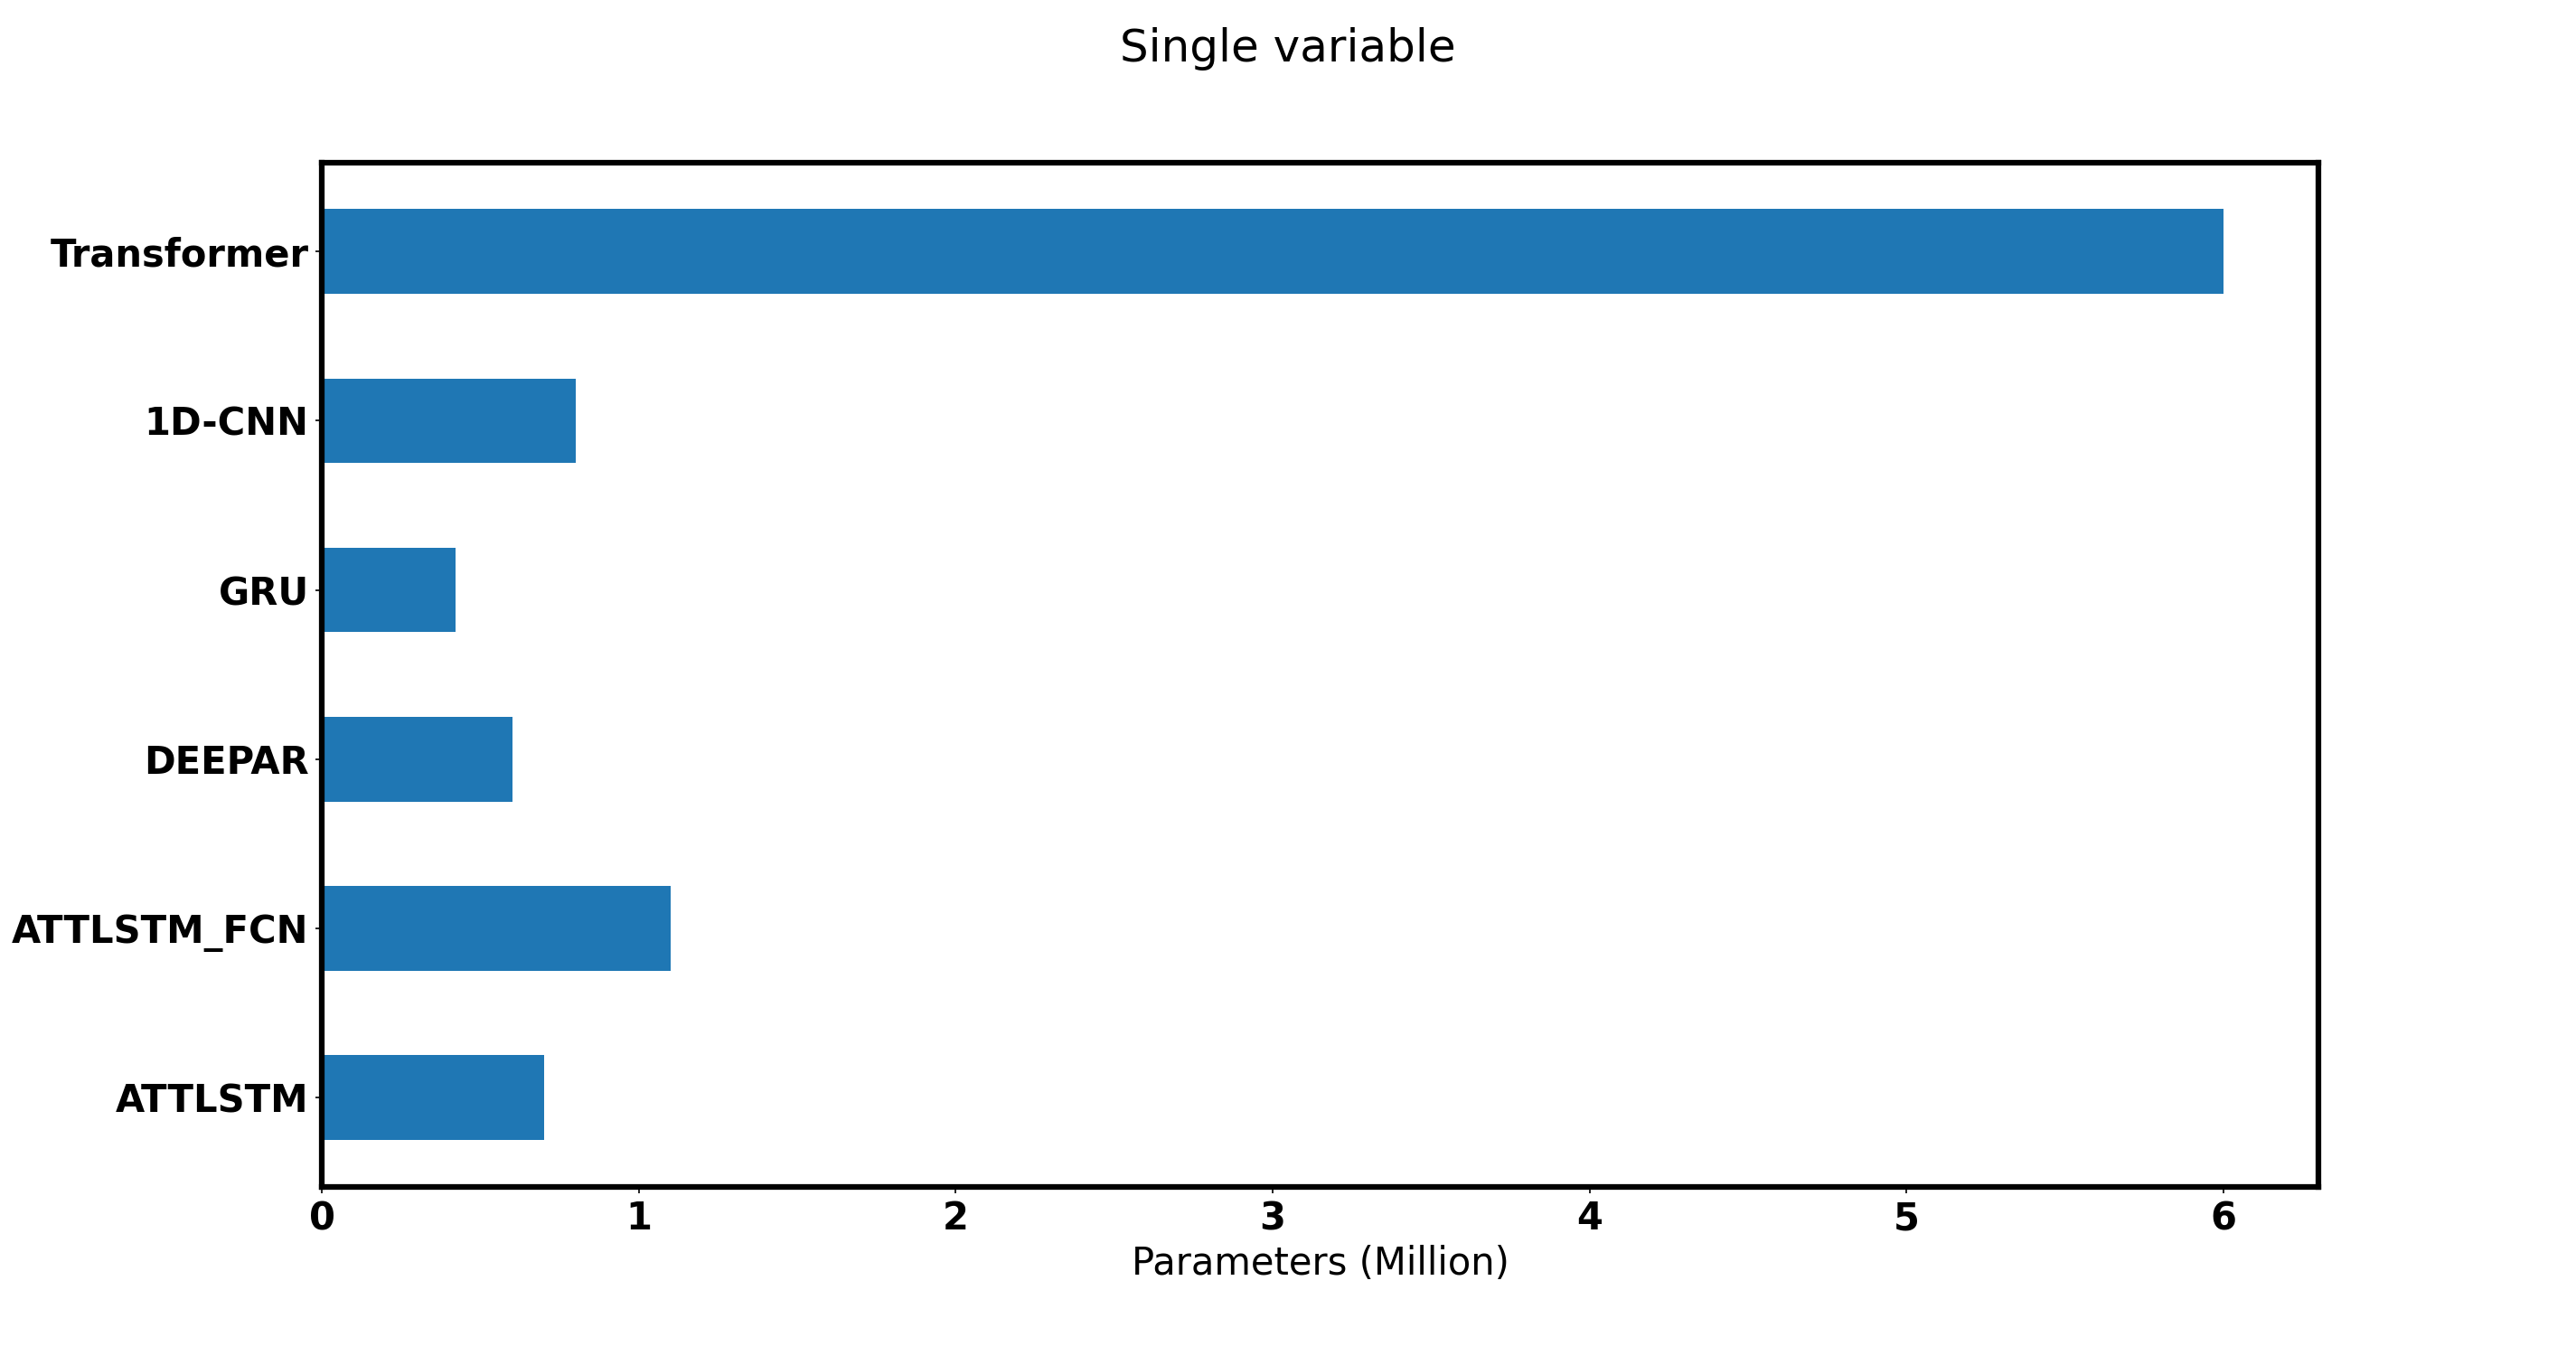 Single variable
Transformer
1D-CNN
GRU
DEEPAR
ATTLSTM_FCN
ATTLSTM
0 1 2 3 4 5 6
Parameters (Million)